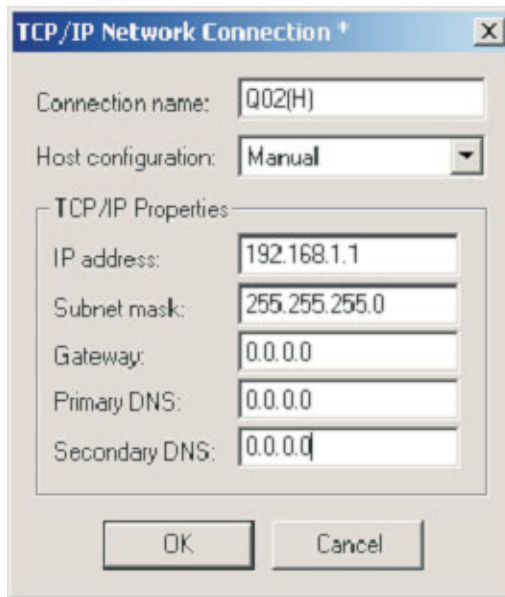 TCP/IP Network Connection *
Connection name: Q02(H)
Host configuration: Manual
TCP/IP Properties
IP address: 192.168.1.1
Subnet mask: 255.255.255.0
Gateway: 0.0.0.0
Primary DNS: 0.0.0.0
Secondary DNS: 0.0.0.0
OK Cancel